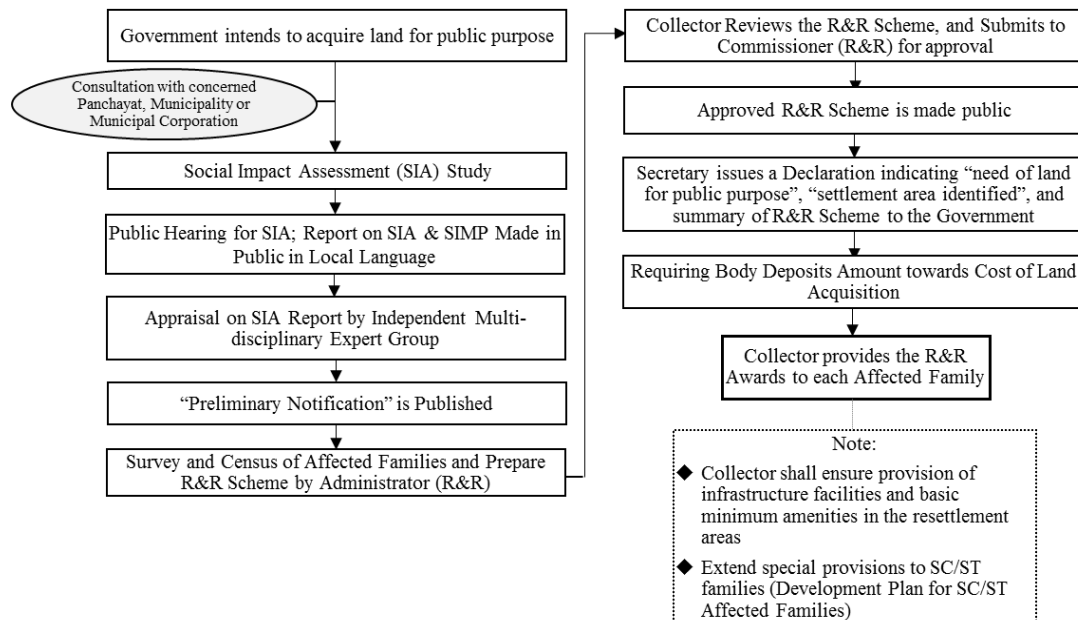 Government intends to acquire land for public purpose
Consultation with concerned
Panchayat, Municipality or
Municipal Corporation
Social Impact Assessment (SIA) Study
Public Hearing for SIA; Report on SIA & SIMP Made in
Public in Local Language
Appraisal on SIA Report by Independent Multi-
disciplinary Expert Group
“Preliminary Notification” is Published
Survey and Census of Affected Families and Prepare
R&R Scheme by Administrator (R&R)
Collector Reviews the R&R Scheme, and Submits to
Commissioner (R&R) for approval
Approved R&R Scheme is made public
Secretary issues a Declaration indicating “need of land
for public purpose”, “settlement area identified”, and
summary of R&R Scheme to the Government
Requiring Body Deposits Amount towards Cost of Land
Acquisition
Collector provides the R&R
Awards to each Affected Family
Note:
◆ Collector shall ensure provision of
infrastructure facilities and basic
minimum amenities in the resettlement
areas
◆ Extend special provisions to SC/ST
families (Development Plan for SC/ST
Affected Families)